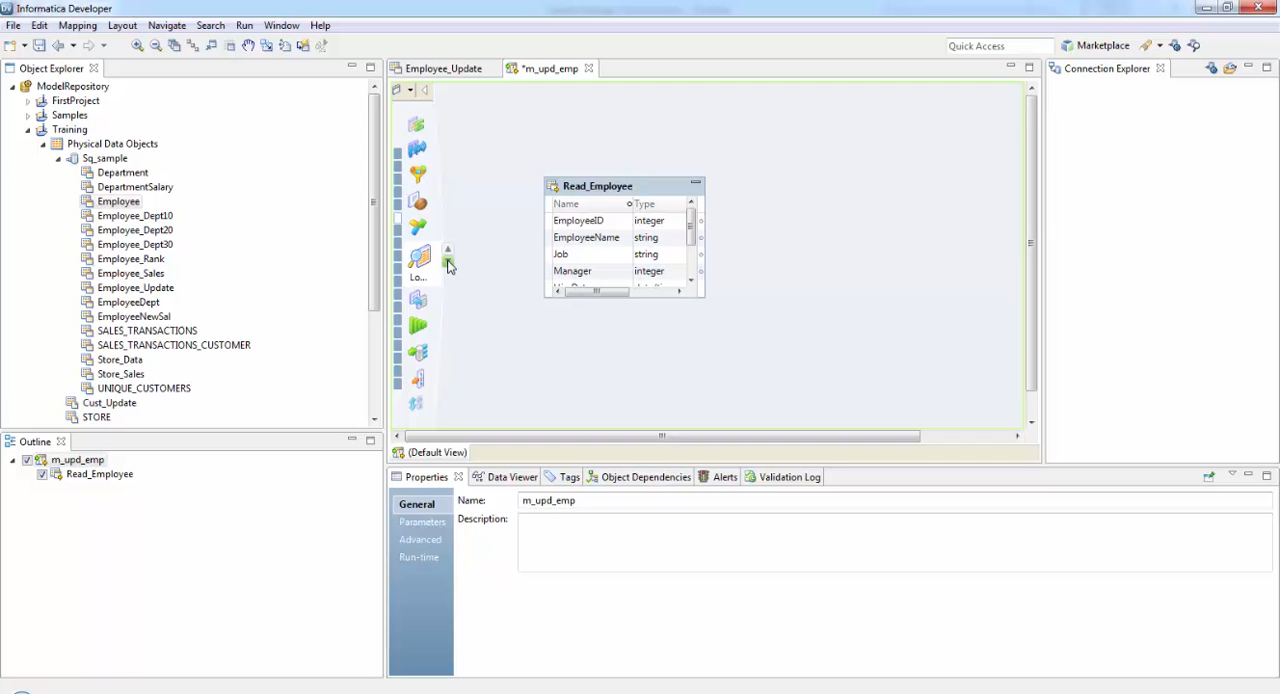 Informatica Developer
File Edit Mapping Layout Navigate Search Run Window Help
Quick Access Marketplace
Object Explorer
ModelRepository
FirstProject
Samples
Training
Physical Data Objects
Sq_sample
Department
DepartmentSalary
Employee
Employee_Dept10
Employee_Dept20
Employee_Dept30
Employee_Rank
Employee_Sales
Employee_Update
EmployeeDept
EmployeeNewSal
SALES_TRANSACTIONS
SALES_TRANSACTIONS_CUSTOMER
Store_Data
Store_Sales
UNIQUE_CUSTOMERS
Cust_Update
STORE
Outline
m_upd_emp
Read_Employee
Employee_Update *m_upd_emp
Lo...
Read_Employee
Name Type
EmployeeID integer
EmployeeName string
Job string
Manager integer
(Default View)
Connection Explorer
Properties Data Viewer Tags Object Dependencies Alerts Validation Log
General
Parameters
Advanced
Run-time
Name: m_upd_emp
Description: